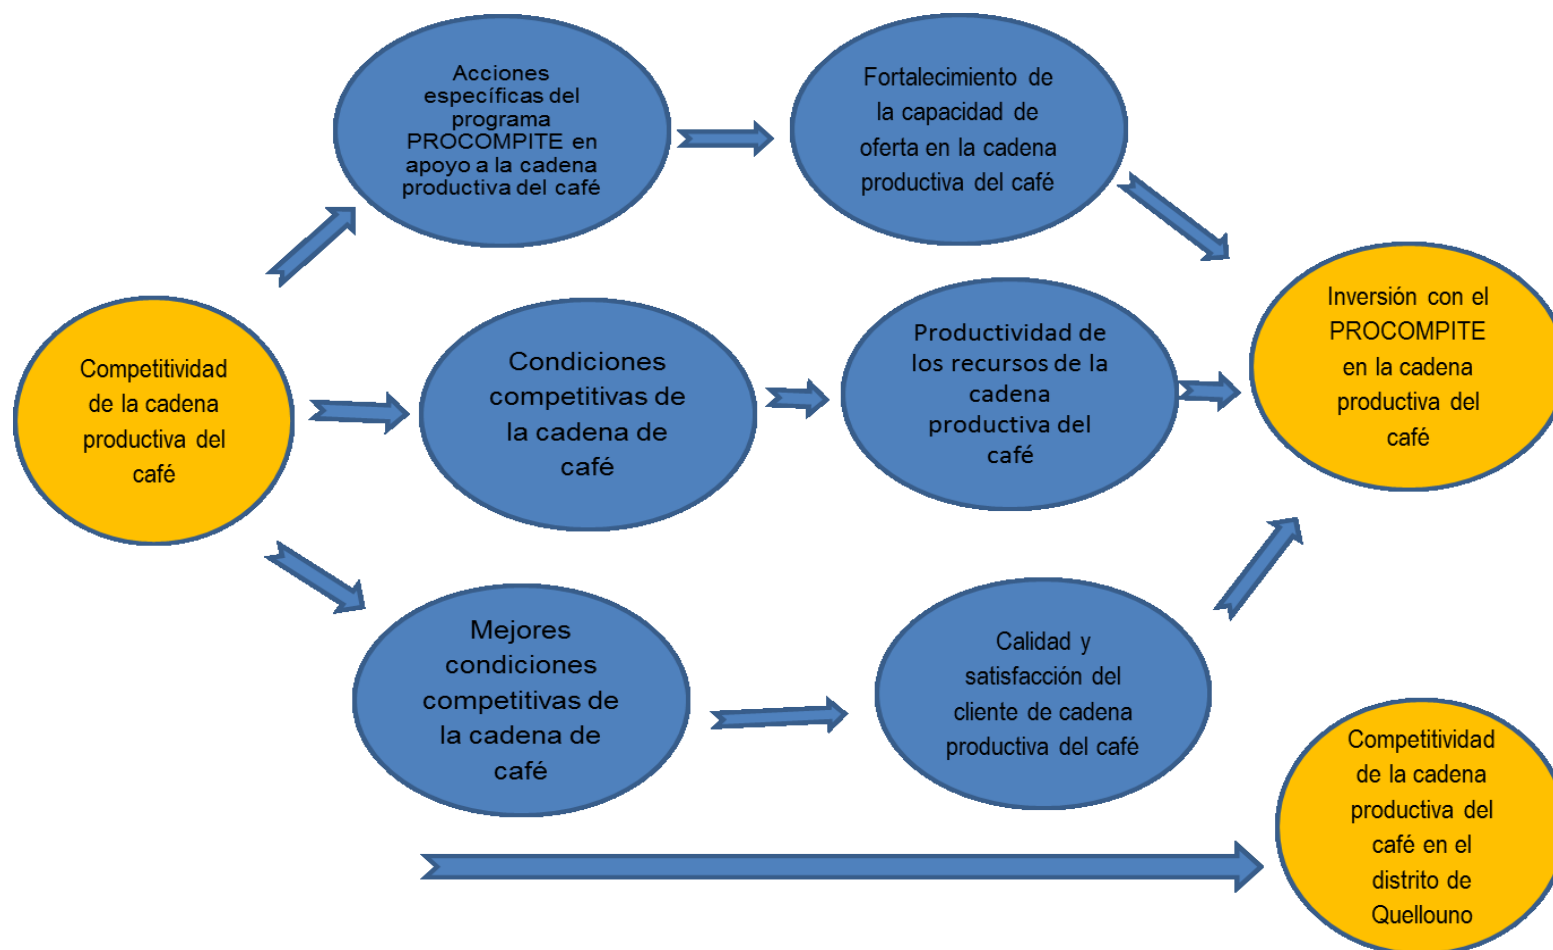 Acciones
específicas del
programa
PROCOMPITE en
apoyo a la cadena
productiva del café
Fortalecimiento de
la capacidad de
oferta en la cadena
productiva del café
Competitividad
de la cadena
productiva del
café
Condiciones
competitivas de
la cadena de
café
Productividad de
los recursos de la
cadena
productiva del
café
Inversión con el
PROCOMPITE
en la cadena
productiva del
café
Mejores
condiciones
competitivas de
la cadena de
café
Calidad y
satisfacción del
cliente de cadena
productiva del café
Competitividad
de la cadena
productiva del
café en el
distrito de
Quellouno